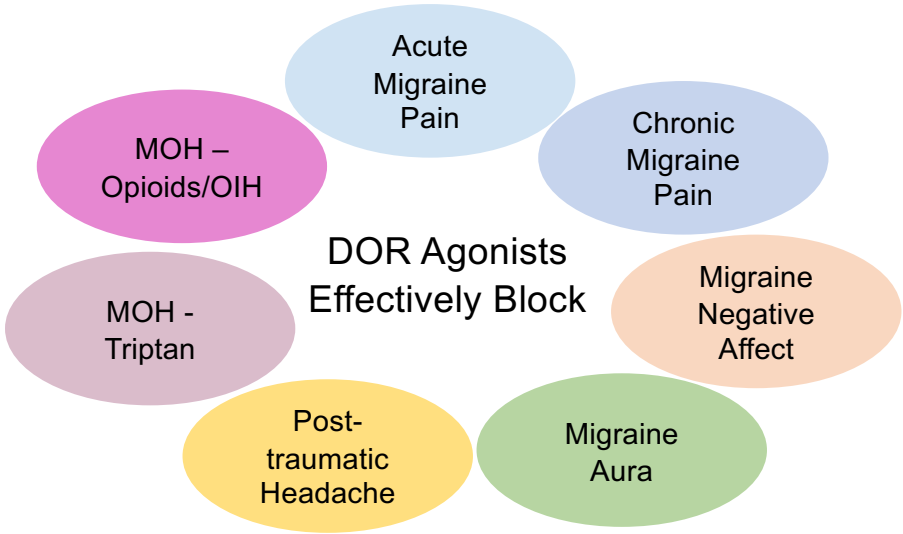 Acute
Migraine
Pain
Chronic
Migraine
Pain
Migraine
Negative
Affect
Migraine
Aura
Post-
traumatic
Headache
MOH -
Triptan
MOH –
Opioids/OIH
DOR Agonists
Effectively Block